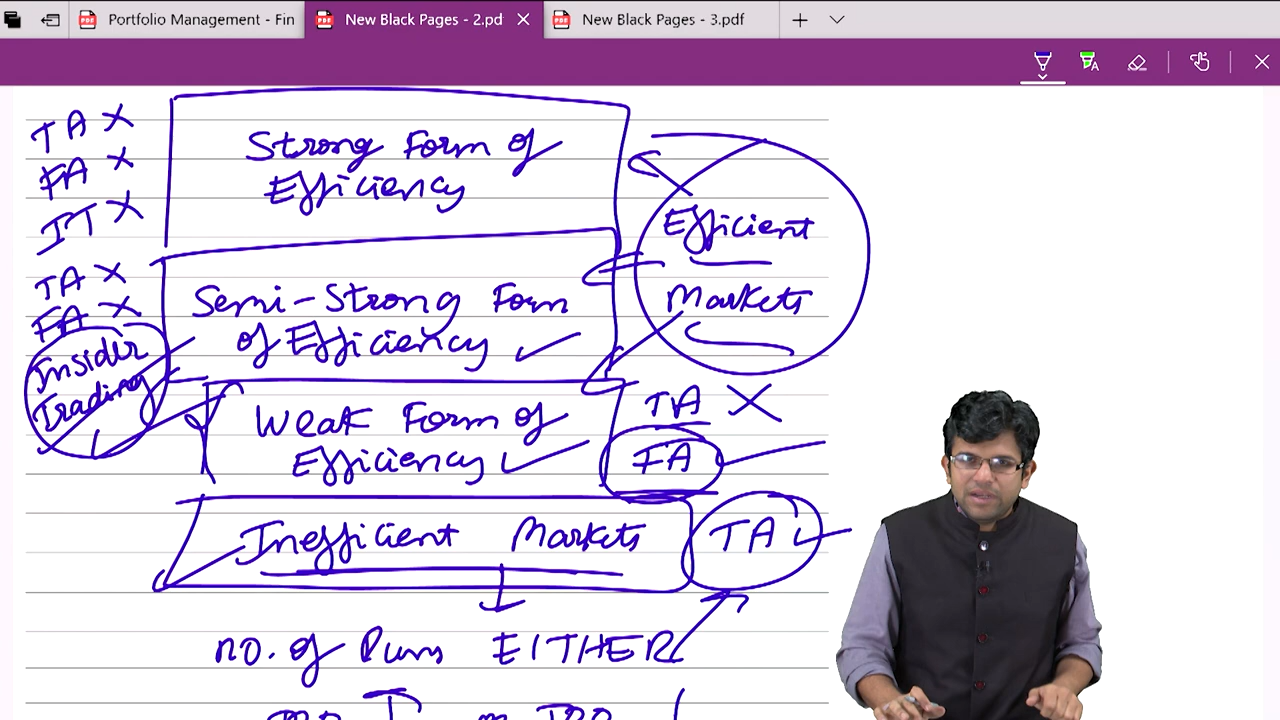 Portfolio Management - Fin
New Black Pages - 2.pd
New Black Pages - 3.pdf
TA X
FA X
IT X
Strong Form of
Efficiency
Efficient
Markets
TA X
FA X
Insider
Trading
Semi-Strong Form
of Efficiency ✓
Weak Form of
Efficiency ✓
TA X
FA
Inefficient Markets
TA
no. of Runs EITHER